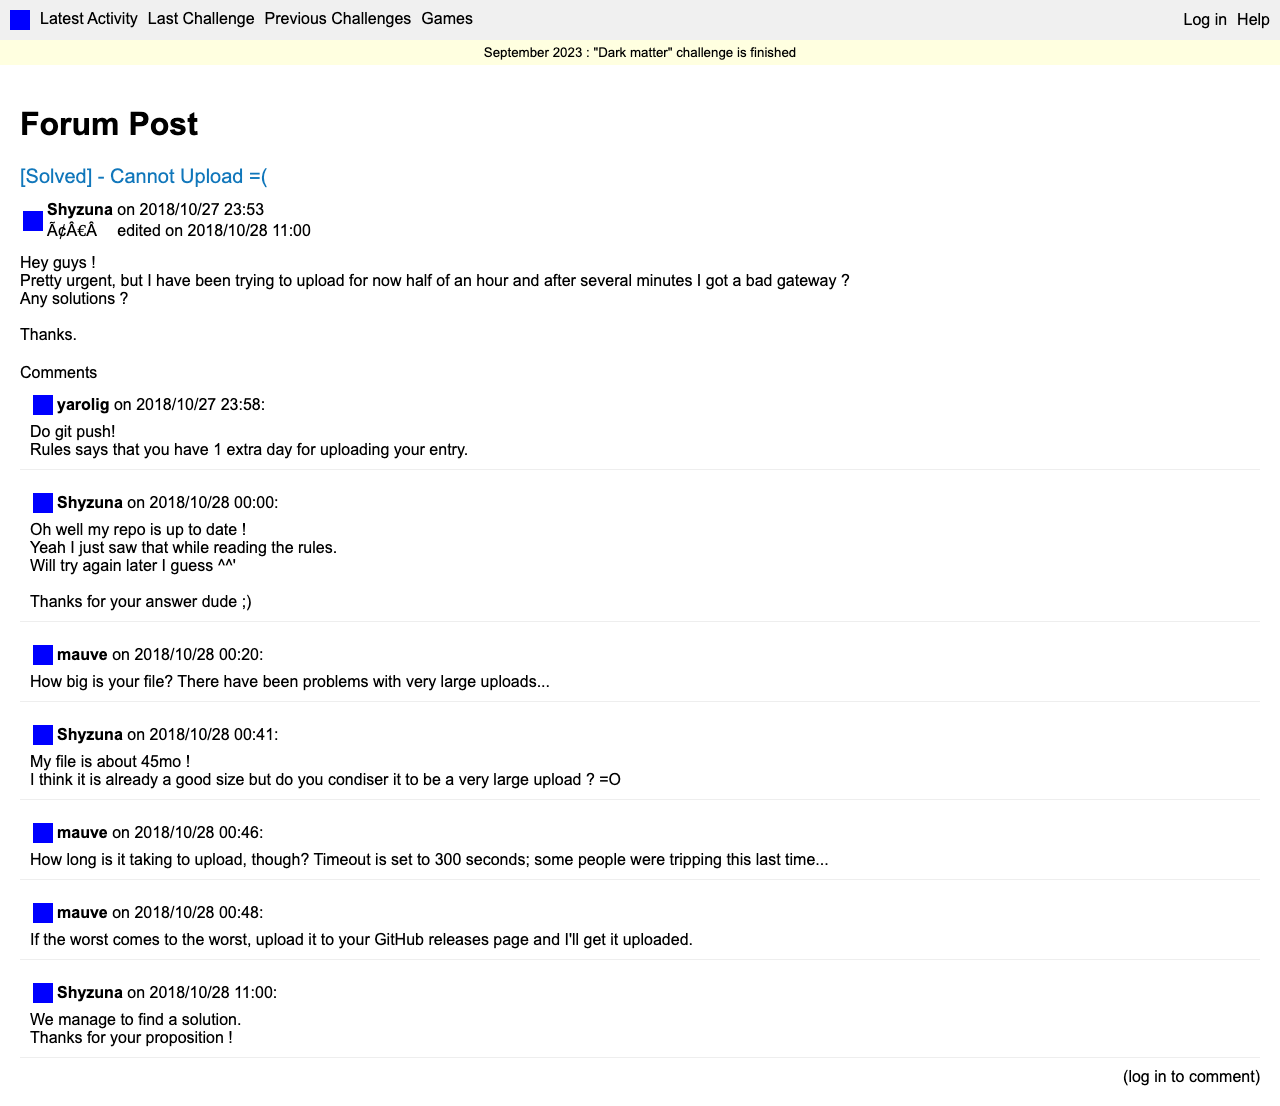 Latest Activity Last Challenge Previous Challenges Games Log in Help
September 2023 : "Dark matter" challenge is finished
Forum Post
[Solved] - Cannot Upload =(
Shyzuna on 2018/10/27 23:53
Ã¢Â€Â edited on 2018/10/28 11:00
Hey guys !
Pretty urgent, but I have been trying to upload for now half of an hour and after several minutes I got a bad gateway ?
Any solutions ?
Thanks.
Comments
yarolig on 2018/10/27 23:58:
Do git push!
Rules says that you have 1 extra day for uploading your entry.
Shyzuna on 2018/10/28 00:00:
Oh well my repo is up to date !
Yeah I just saw that while reading the rules.
Will try again later I guess ^^'
Thanks for your answer dude ;)
mauve on 2018/10/28 00:20:
How big is your file? There have been problems with very large uploads...
Shyzuna on 2018/10/28 00:41:
My file is about 45mo !
I think it is already a good size but do you condiser it to be a very large upload ? =O
mauve on 2018/10/28 00:46:
How long is it taking to upload, though? Timeout is set to 300 seconds; some people were tripping this last time...
mauve on 2018/10/28 00:48:
If the worst comes to the worst, upload it to your GitHub releases page and I'll get it uploaded.
Shyzuna on 2018/10/28 11:00:
We manage to find a solution.
Thanks for your proposition !
(log in to comment)